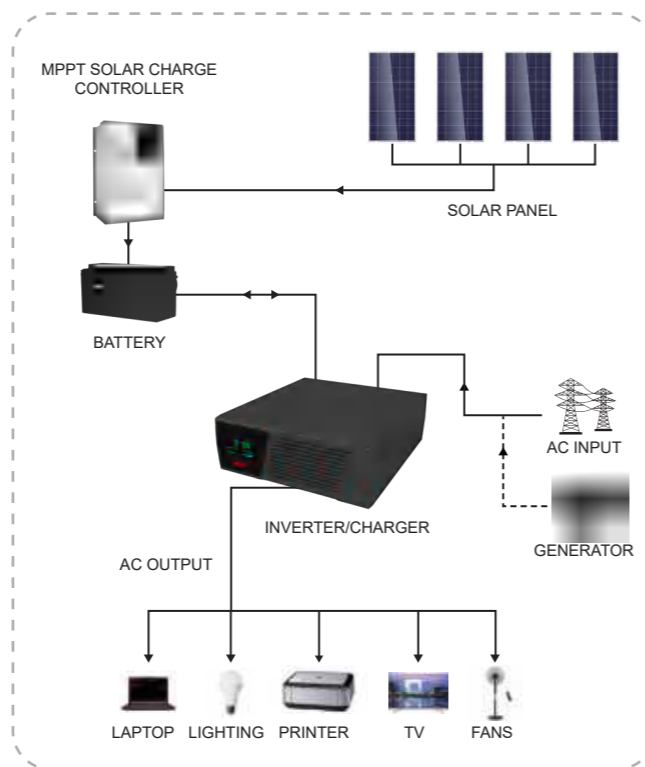 MPPT SOLAR CHARGE
CONTROLLER
SOLAR PANEL
BATTERY
AC INPUT
INVERTER/CHARGER
GENERATOR
AC OUTPUT
LAPTOP
LIGHTING
PRINTER
TV
FANS